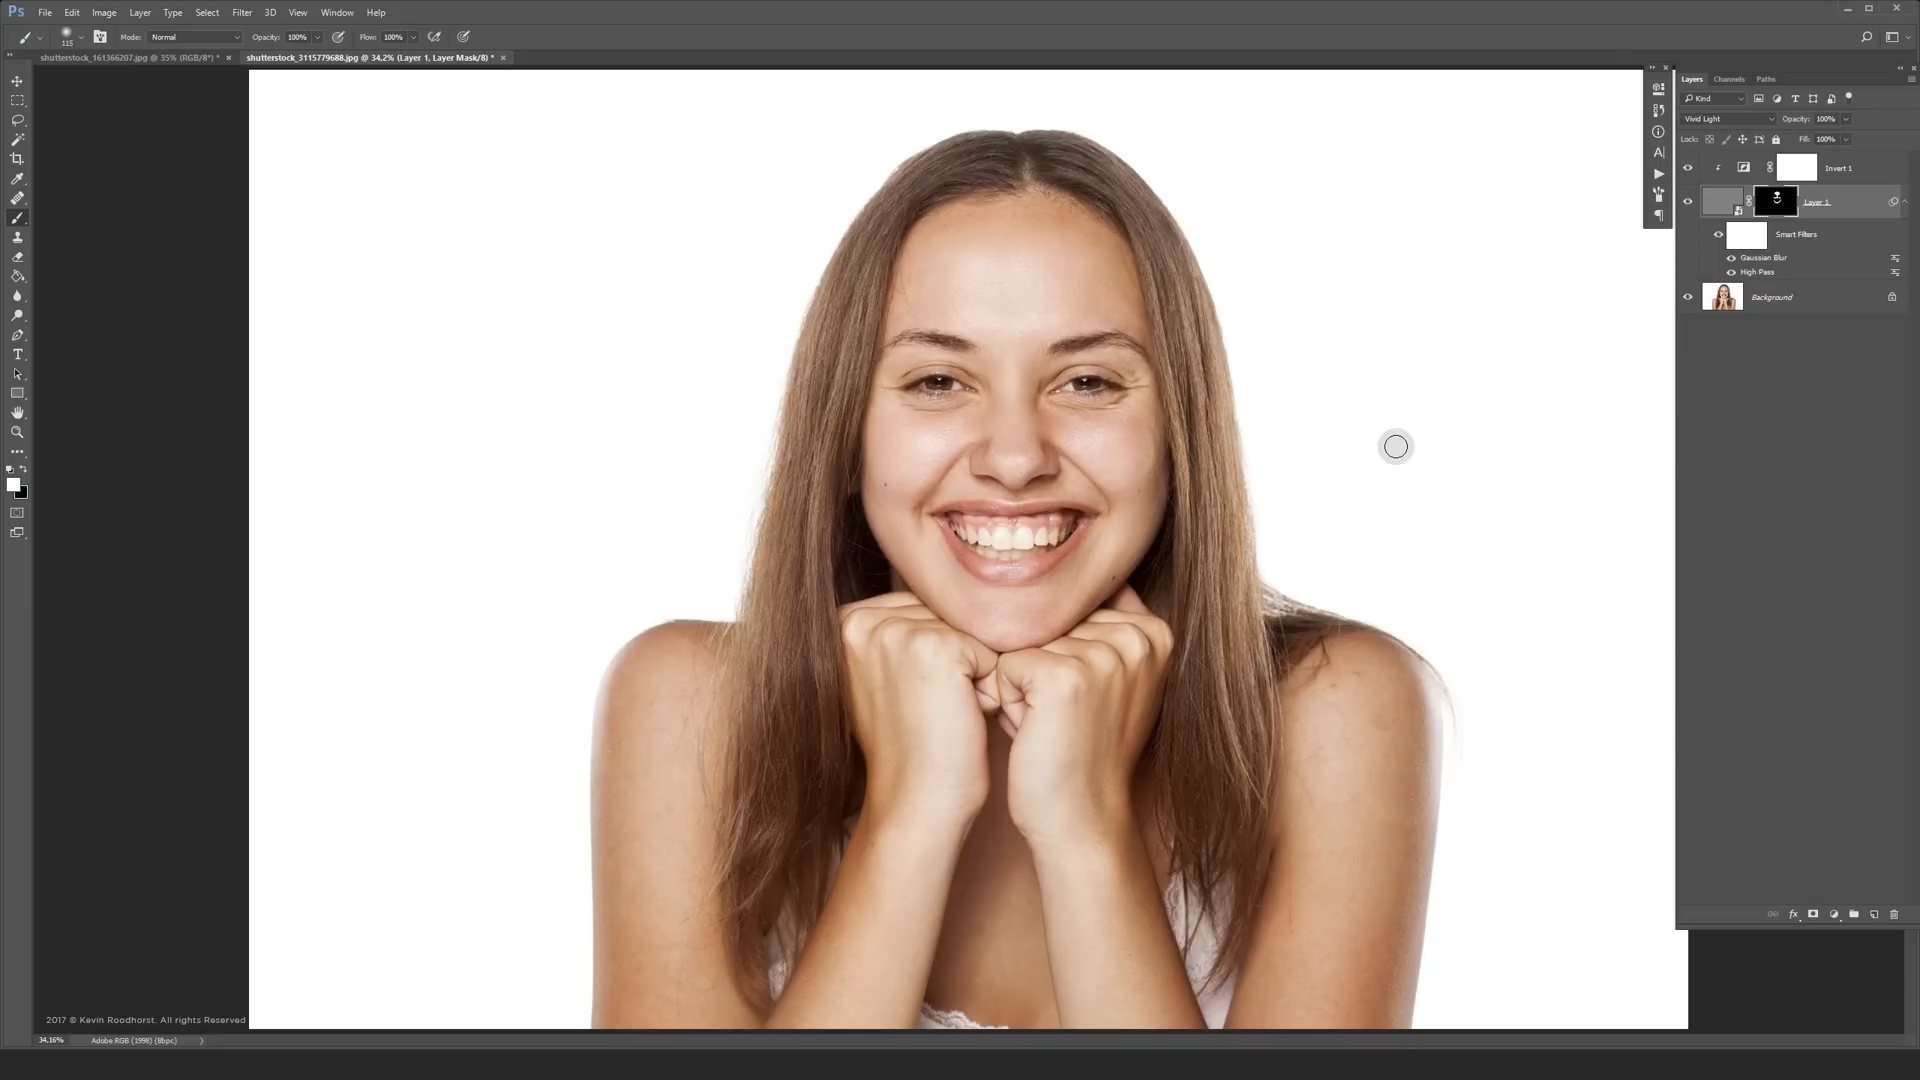 Ps File Edit Image Layer Type Select Filter 3D View Window Help
115 Mode: Normal Opacity: 100% Flow: 100%
shutterstock_161366207.jpg @ 35% (RGB/8*) * × shutterstock_3115779688.jpg @ 34,2% (Layer 1, Layer Mask/8) * ×
Layers Channels Paths
Kind
Vivid Light Opacity: 100%
Lock: Fill: 100%
Invert 1
Layer 1
Smart Filters
Gaussian Blur
High Pass
Background
fx
2017 © Kevin Roodhorst. All rights Reserved
34,16% Adobe RGB (1998) (8bpc)